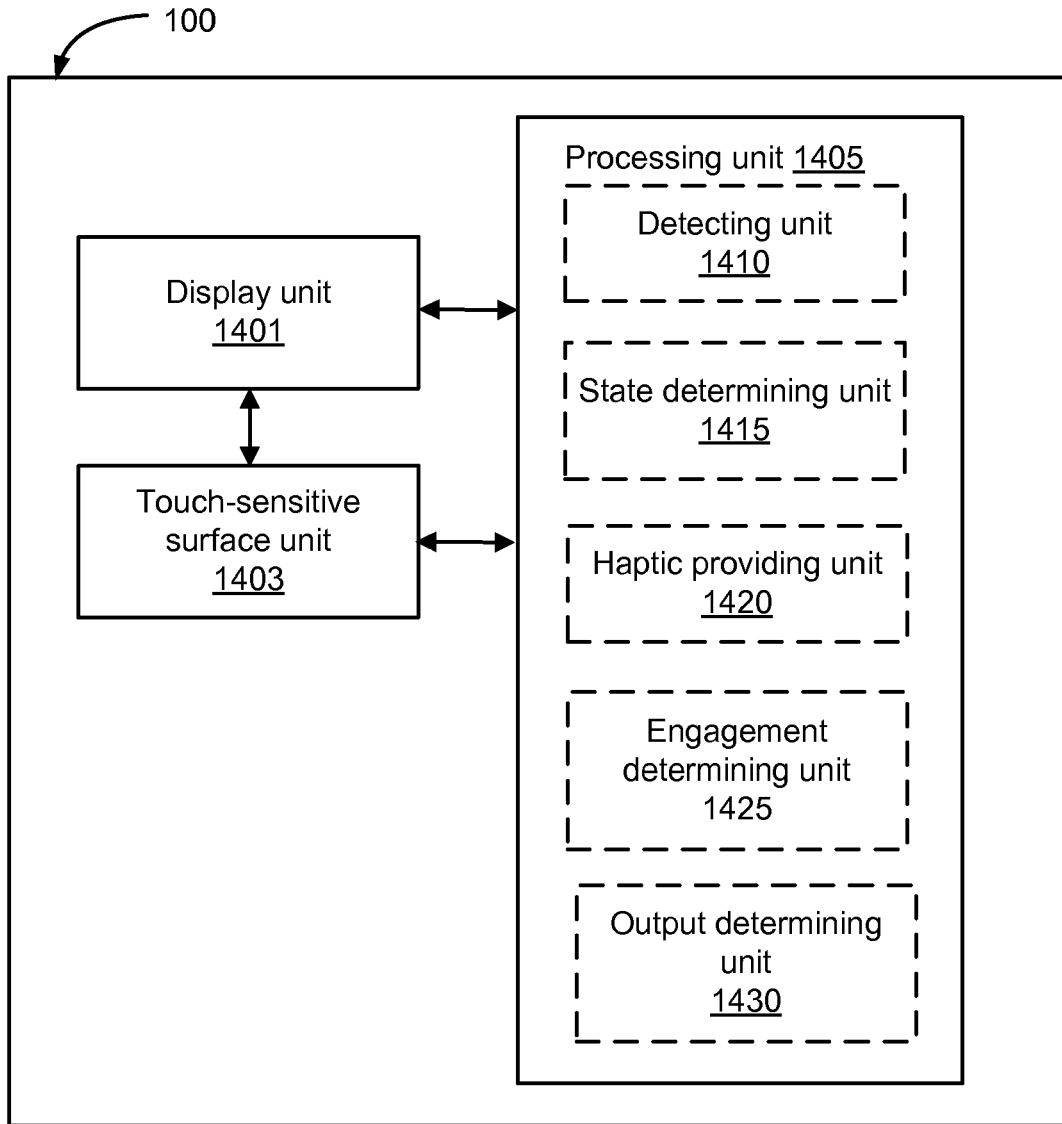 100
Processing unit 1405
Detecting unit
1410
Display unit
1401
State determining unit
1415
Touch-sensitive
surface unit
1403
Haptic providing unit
1420
Engagement
determining unit
1425
Output determining
unit
1430